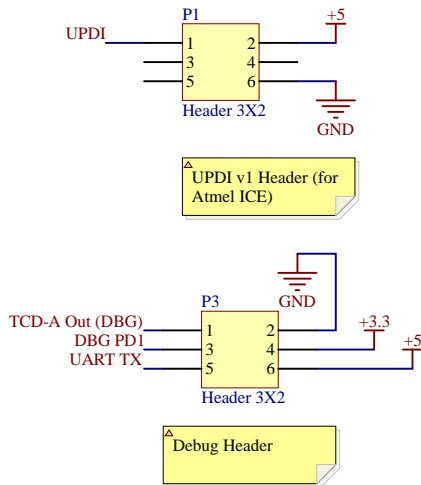 P1
+5
UPDI
1 2
3 4
5 6
Header 3X2
GND
UPDI v1 Header (for
Atmel ICE)
P3
GND
+3.3
+5
TCD-A Out (DBG)
1 2
DBG PD1
3 4
UART TX
5 6
Header 3X2
Debug Header